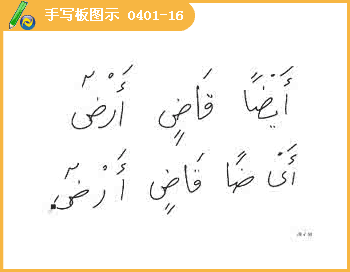 手写板图示 0401-16
أَيْضًا قَاضٍ أَرْضٌ
أَىْ ضًا قَاضٍ أَرْضٌ